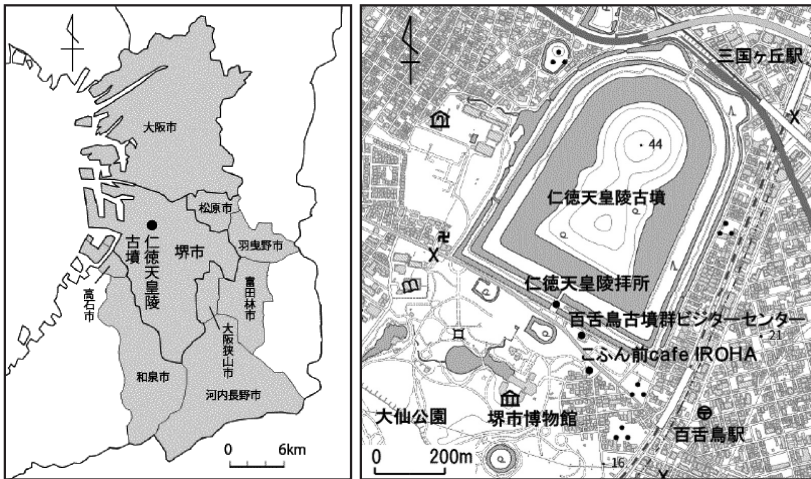 大阪市
松原市
堺市
仁徳天皇陵
古墳
羽曳野市
高石市
富田林市
大阪狭山市
和泉市
河内長野市
0 6km
三国ヶ丘駅
44
仁徳天皇陵古墳
卍
仁徳天皇陵拝所
百舌鳥古墳群ビジターセンター
21
こふん前cafe IROHA
大仙公園
堺市博物館
百舌鳥駅
16
0 200m